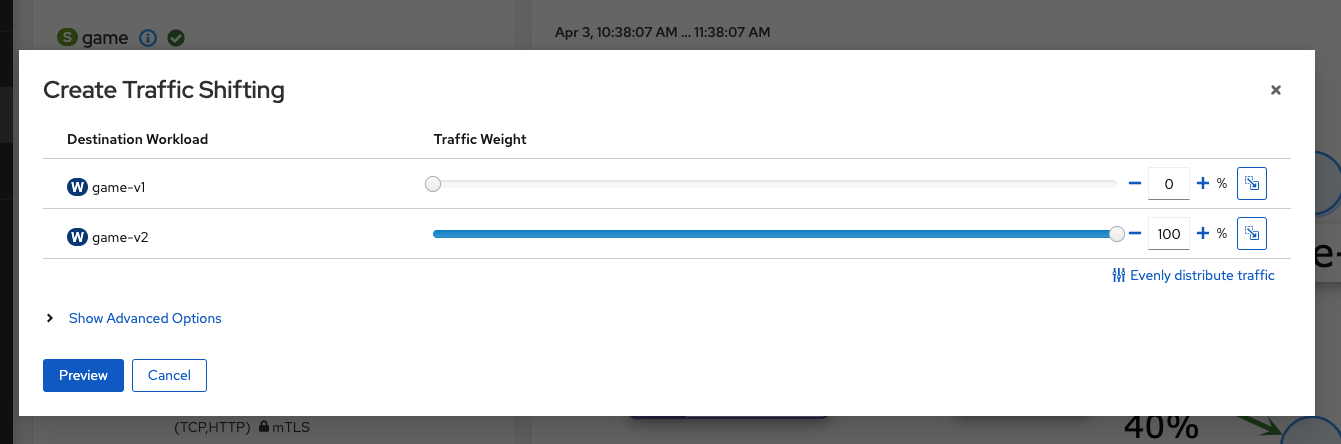 S game
Apr 3, 10:38:07 AM ... 11:38:07 AM
Create Traffic Shifting
Destination Workload Traffic Weight
W game-v1 0 %
W game-v2 100 %
Evenly distribute traffic
Show Advanced Options
Preview Cancel
(TCP,HTTP) mTLS
40%